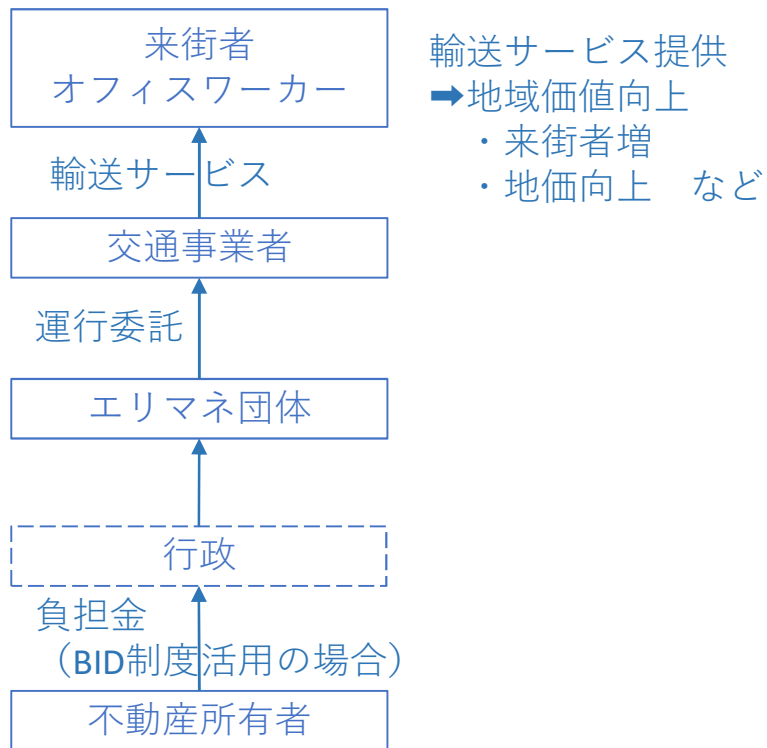 来街者
オフィスワーカー
輸送サービス提供
➡地域価値向上
・来街者増
・地価向上　など
輸送サービス
交通事業者
運行委託
エリマネ団体
行政
負担金
（BID制度活用の場合）
不動産所有者